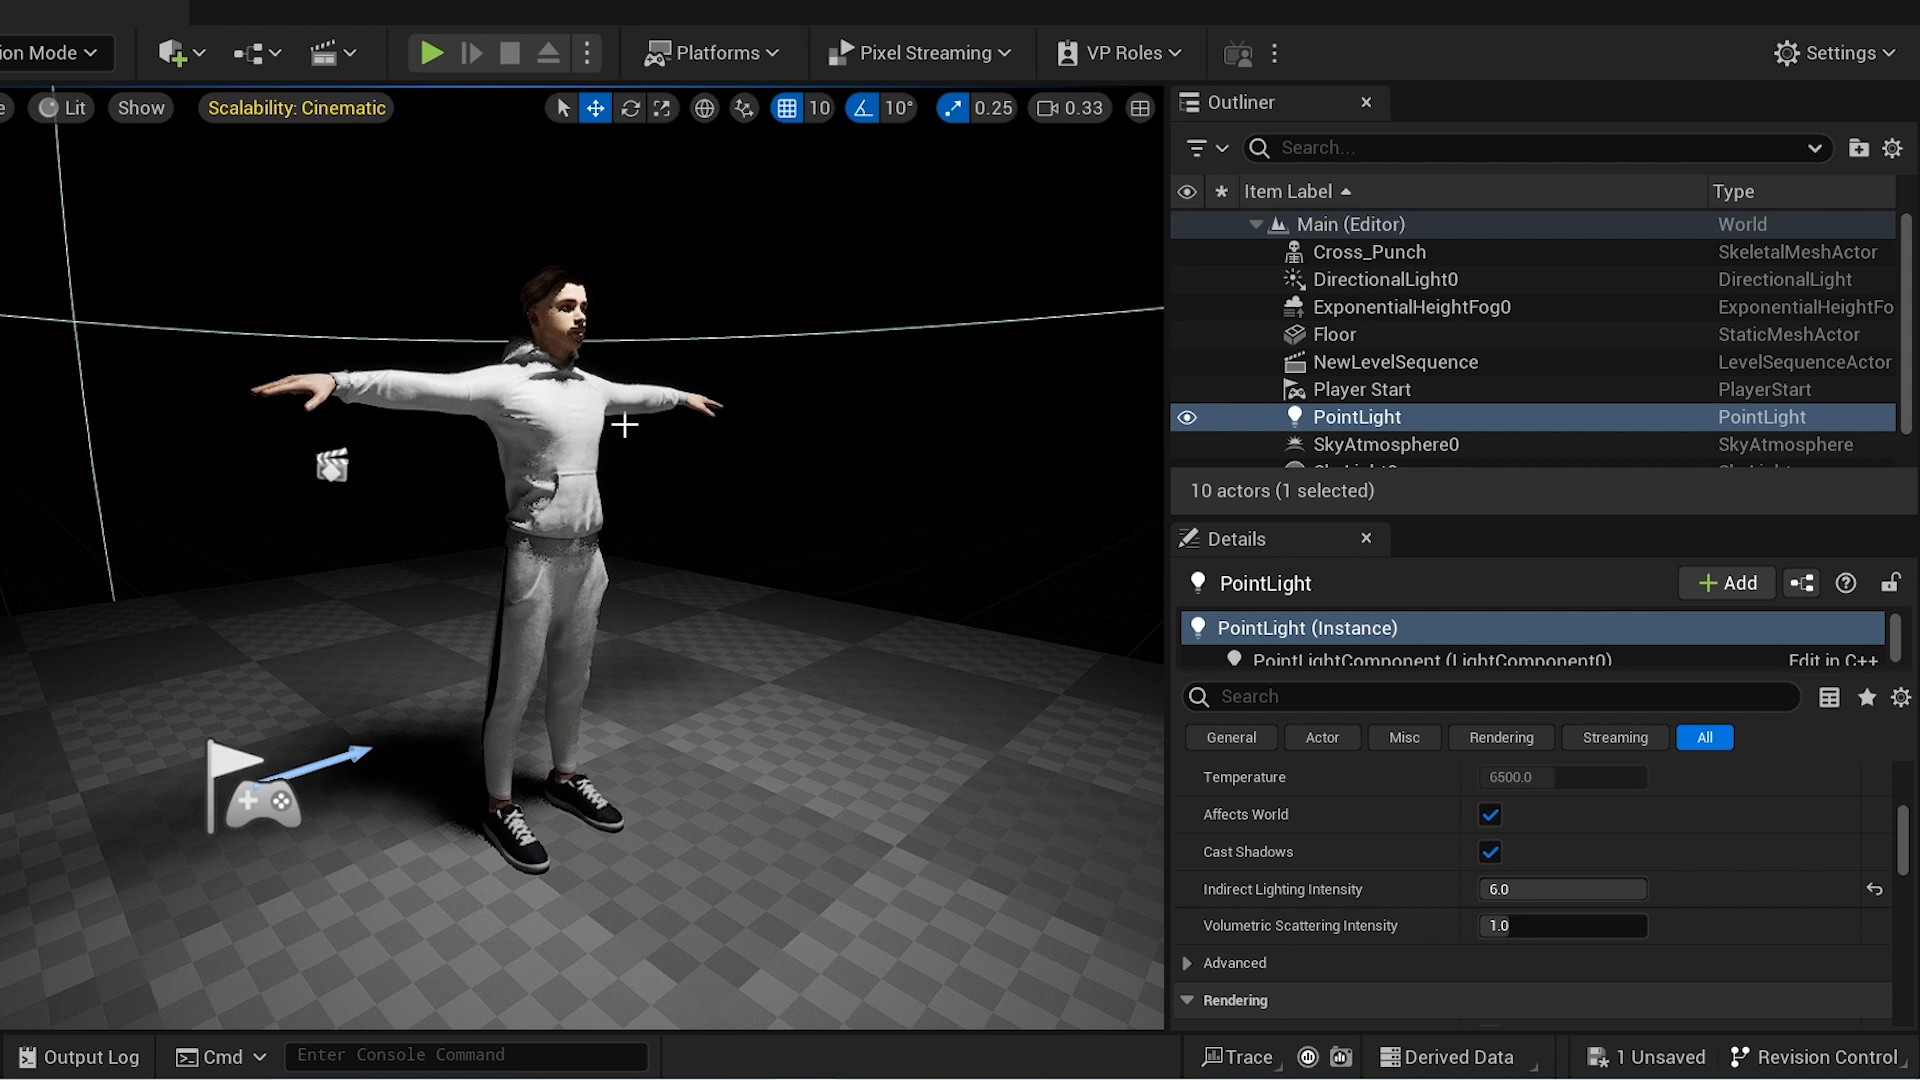 ion Mode
Platforms
Pixel Streaming
VP Roles
Settings
e
Lit
Show
Scalability: Cinematic
10
10°
0.25
0.33
Outliner
Search...
Item Label
Type
Main (Editor)
World
Cross_Punch
SkeletalMeshActor
DirectionalLight0
DirectionalLight
ExponentialHeightFog0
ExponentialHeightFo
Floor
StaticMeshActor
NewLevelSequence
LevelSequenceActor
Player Start
PlayerStart
PointLight
PointLight
SkyAtmosphere0
SkyAtmosphere
10 actors (1 selected)
Details
PointLight
Add
PointLight (Instance)
PointLightComponent (LightComponent0)
Edit in C++
Search
General
Actor
Misc
Rendering
Streaming
All
Temperature
6500.0
Affects World
Cast Shadows
Indirect Lighting Intensity
6.0
Volumetric Scattering Intensity
1.0
Advanced
Rendering
Output Log
Cmd
Enter Console Command
Trace
Derived Data
1 Unsaved
Revision Control